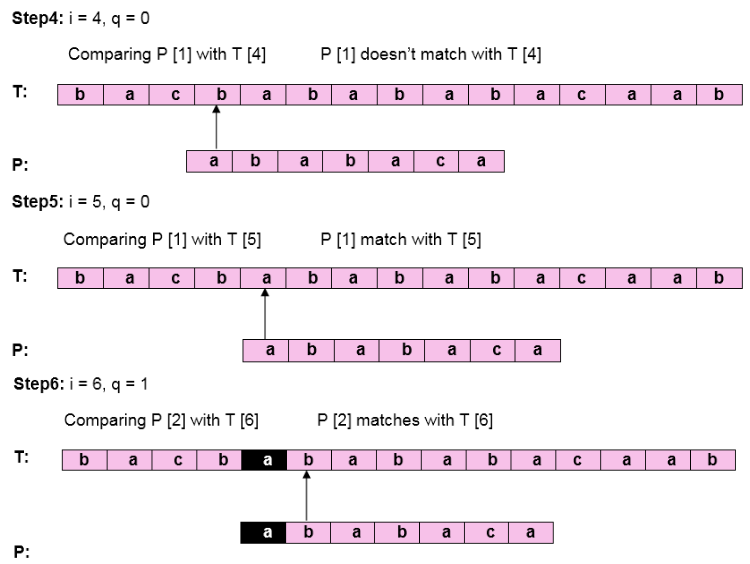 Step4: i = 4, q = 0
Comparing P [1] with T [4] P [1] doesn't match with T [4]
T: b a c b a b a b a b a c a a b
P: a b a b a c a
Step5: i = 5, q = 0
Comparing P [1] with T [5] P [1] match with T [5]
T: b a c b a b a b a b a c a a b
P: a b a b a c a
Step6: i = 6, q = 1
Comparing P [2] with T [6] P [2] matches with T [6]
T: b a c b a b a b a b a c a a b
a b a b a c a
P: